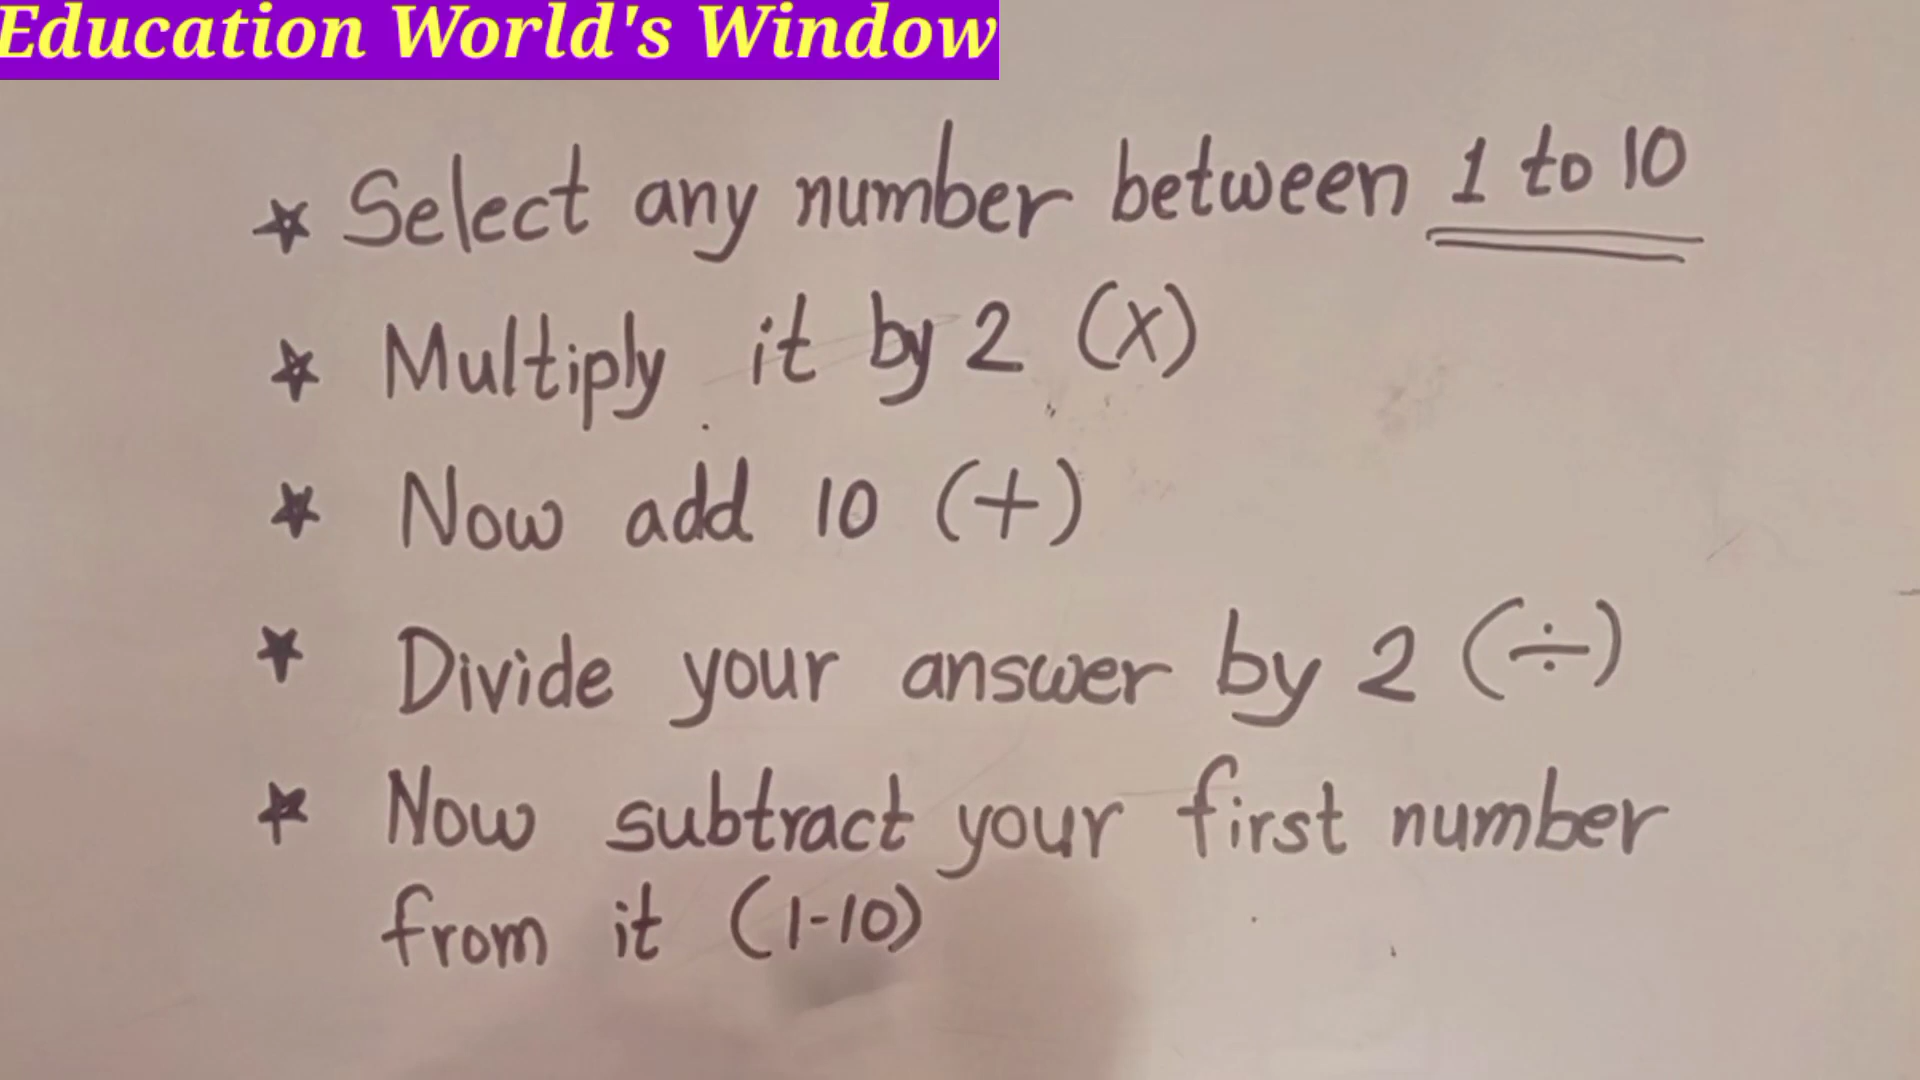 Education World's Window
★ Select any number between 1 to 10
★ Multiply it by 2 (×)
★ Now add 10 (+)
★ Divide your answer by 2 (÷)
★ Now subtract your first number
from it (1-10)